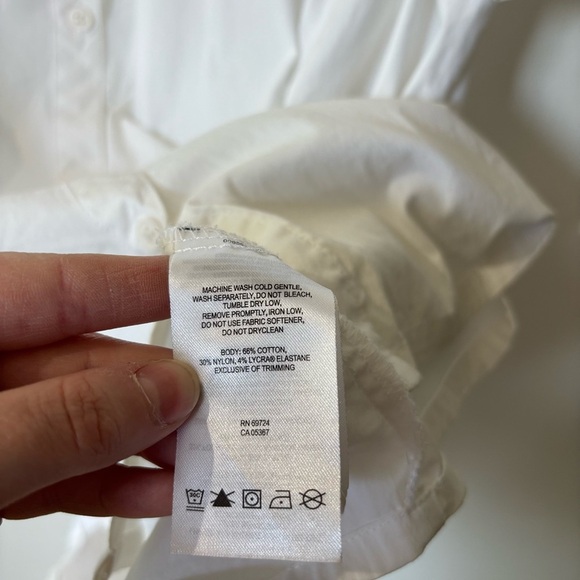 MACHINE WASH COLD GENTLE,
WASH SEPARATELY, DO NOT BLEACH,
TUMBLE DRY LOW,
REMOVE PROMPTLY, IRON LOW,
DO NOT USE FABRIC SOFTENER,
DO NOT DRYCLEAN
BODY: 66% COTTON,
30% NYLON, 4% LYCRA® ELASTANE
EXCLUSIVE OF TRIMMING
RN 69724
CA 05367
30C